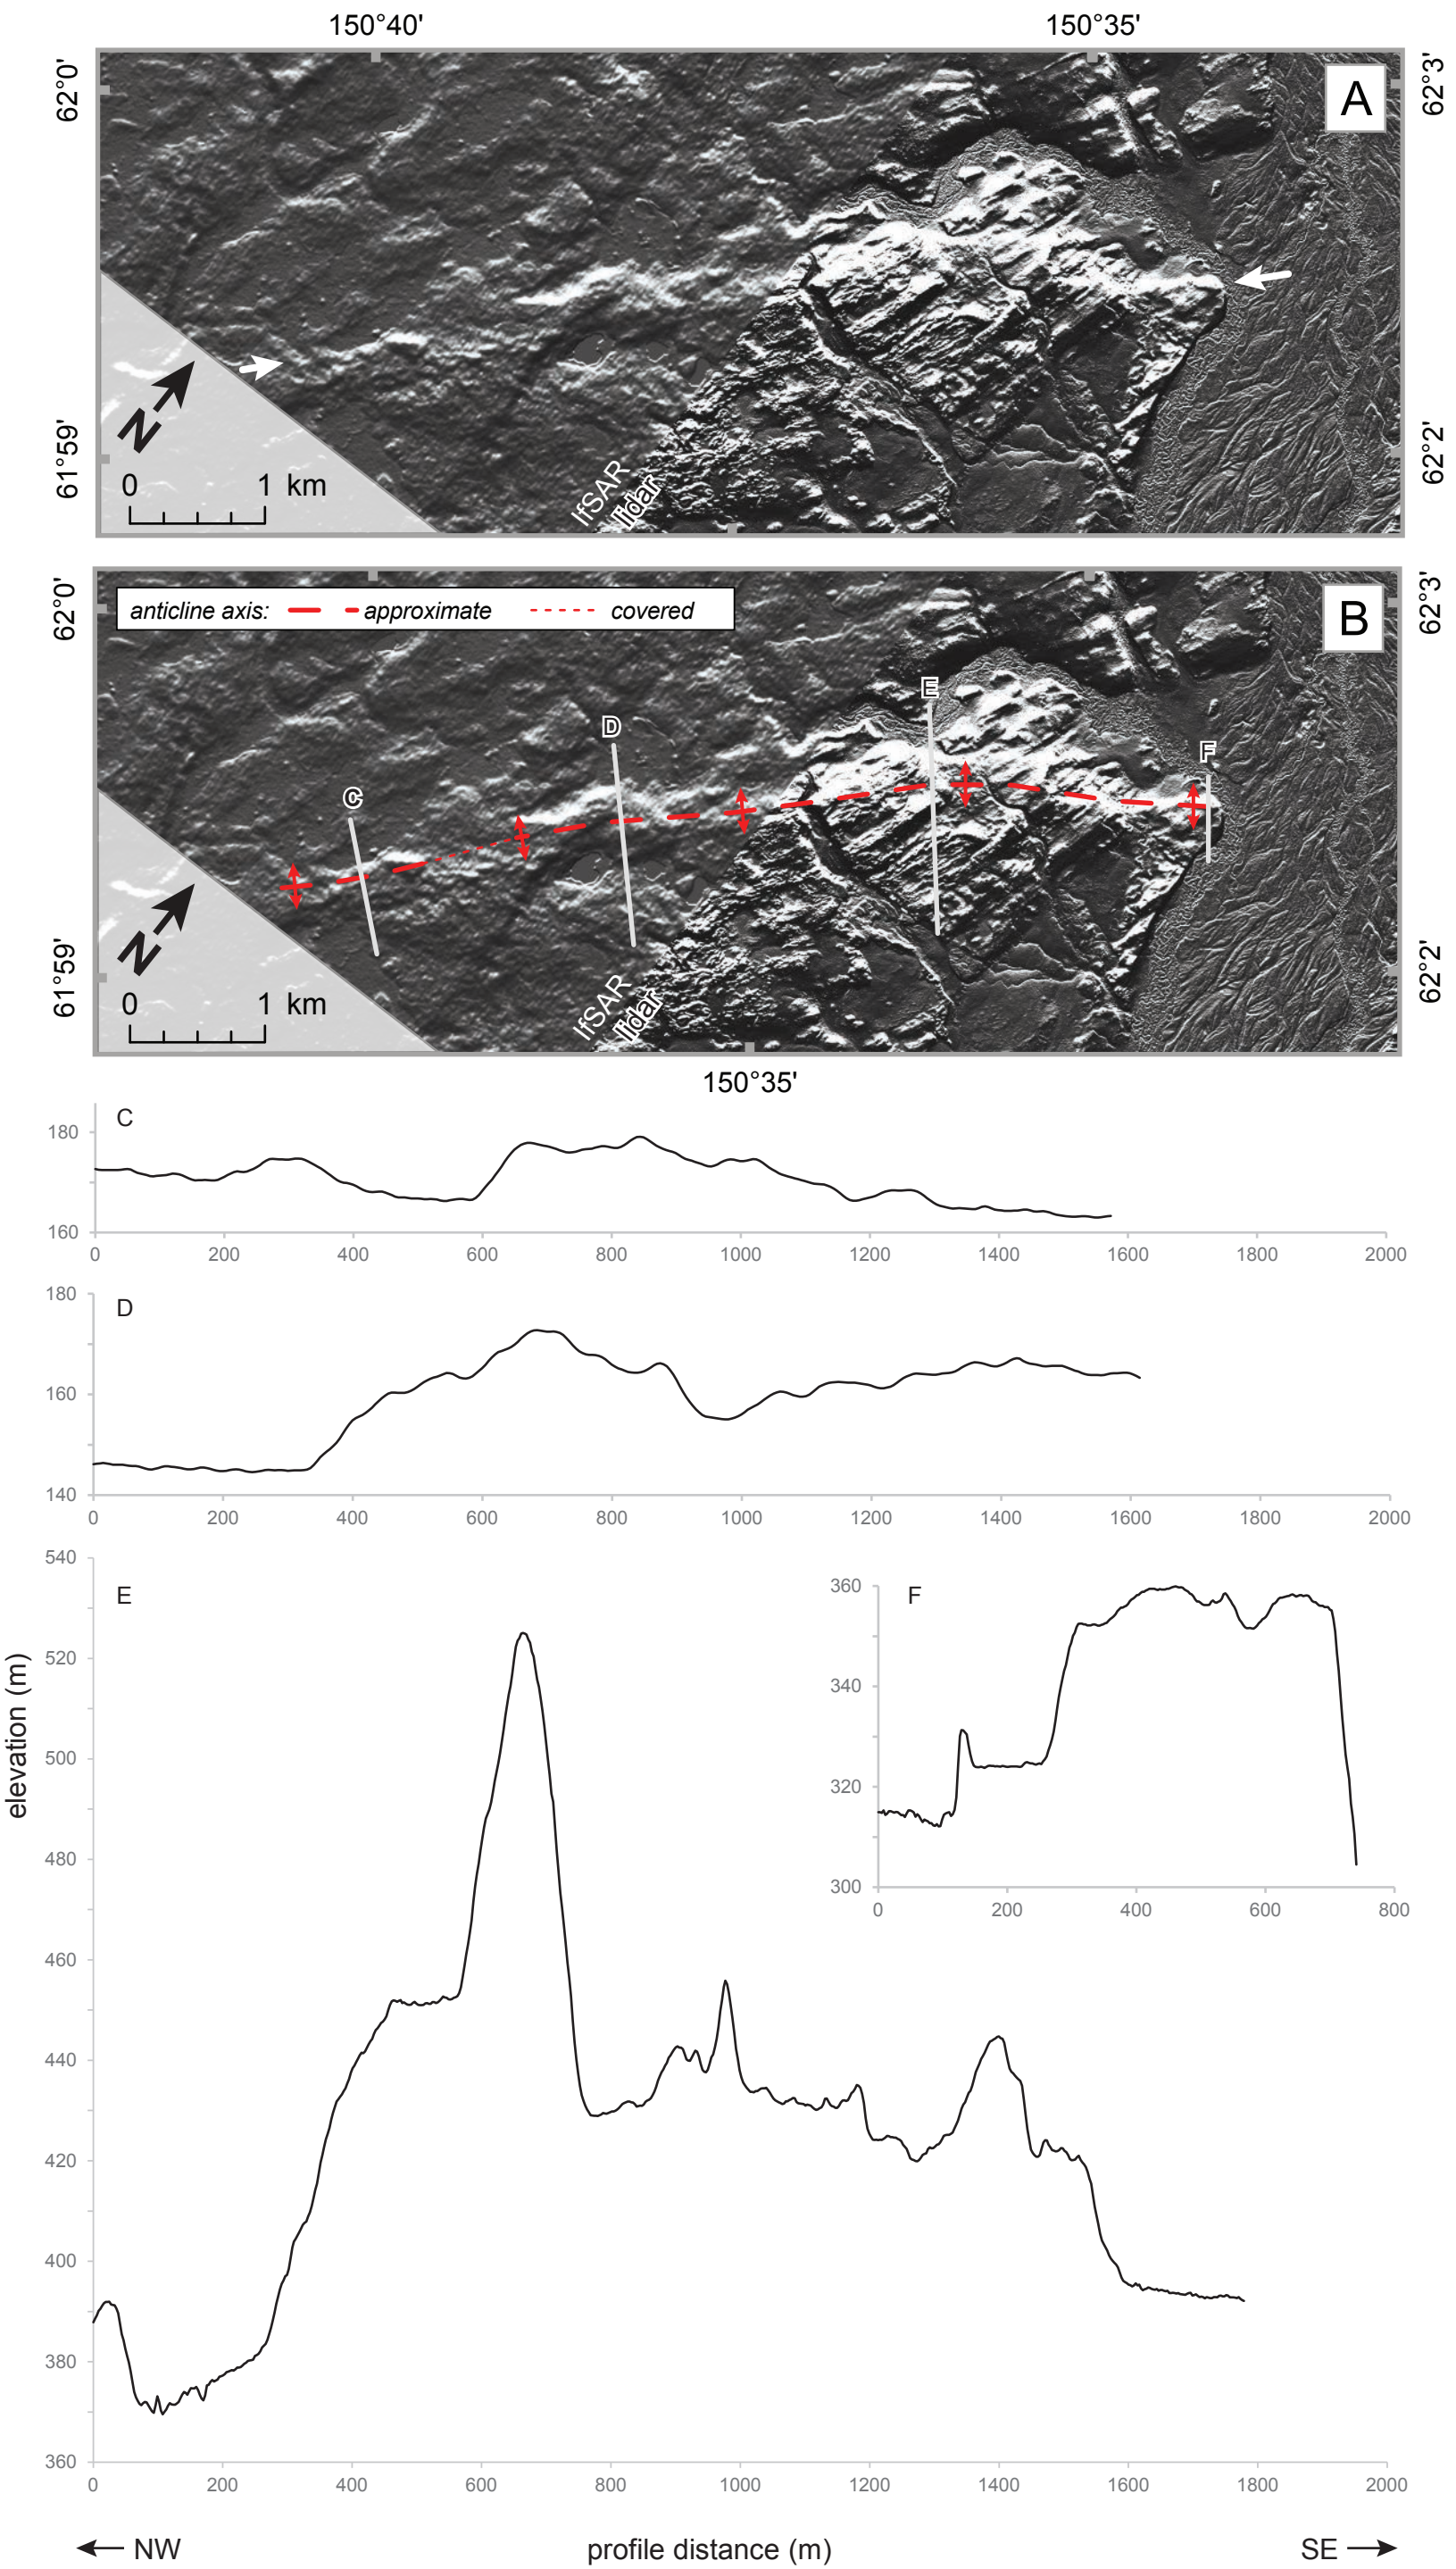 150°40' 150°35'
62°0' 62°3'
A
N
61°59' 62°2'
0 1 km
IfSAR
lidar
62°0' 62°3'
anticline axis: approximate covered
B
E
D
F
C
N
61°59' 62°2'
0 1 km
IfSAR
lidar
150°35'
C
180
160
0 200 400 600 800 1000 1200 1400 1600 1800 2000
180
D
160
140
0 200 400 600 800 1000 1200 1400 1600 1800 2000
540
E
520
500
480
460
440
420
400
380
360
0 200 400 600 800 1000 1200 1400 1600 1800 2000
360
F
340
320
300
0 200 400 600 800
elevation (m)
NW profile distance (m) SE